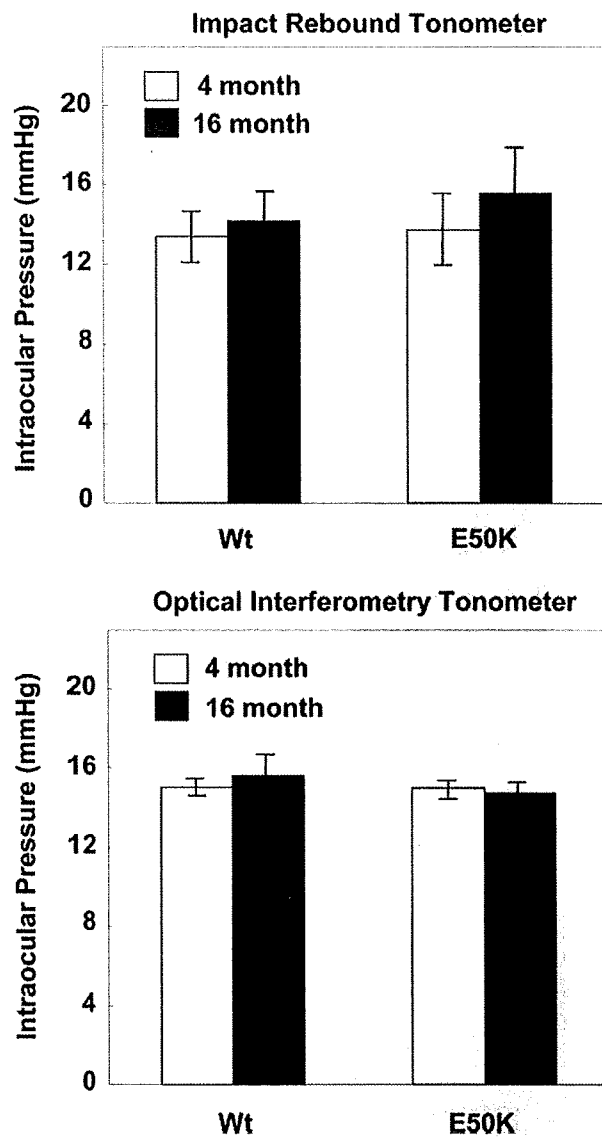 Impact Rebound Tonometer
Intraocular Pressure (mmHg)
20
16
12
8
4
0
4 month
16 month
Wt
E50K
Optical Interferometry Tonometer
Intraocular Pressure (mmHg)
20
16
12
8
4
0
4 month
16 month
Wt
E50K